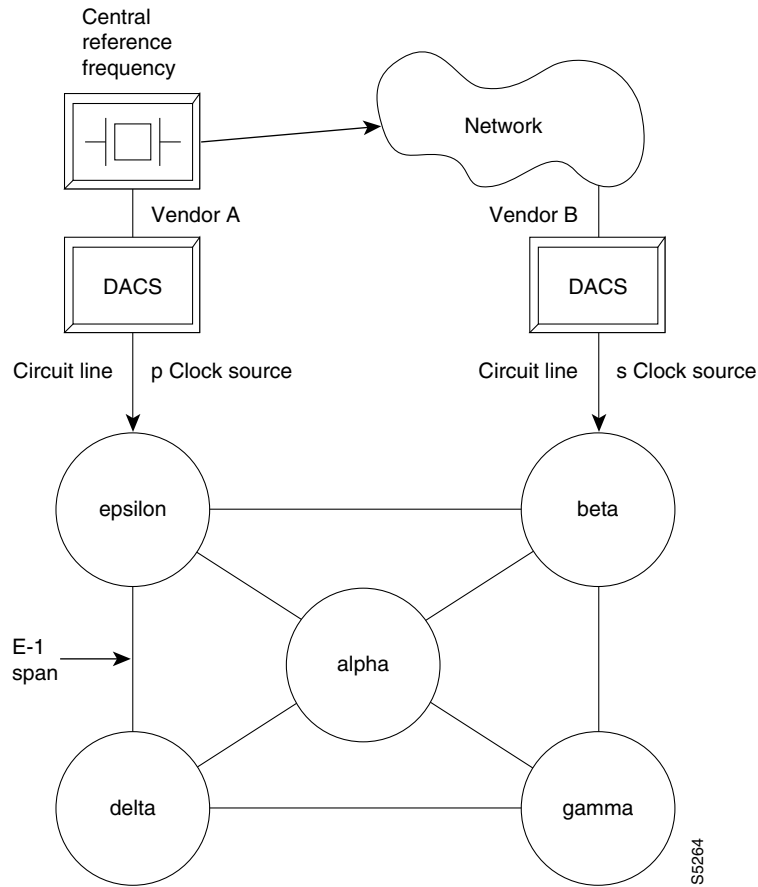 Central
reference
frequency
Network
Vendor A
Vendor B
DACS
DACS
Circuit line
p Clock source
Circuit line
s Clock source
epsilon
beta
E-1
span
alpha
delta
gamma
S5264